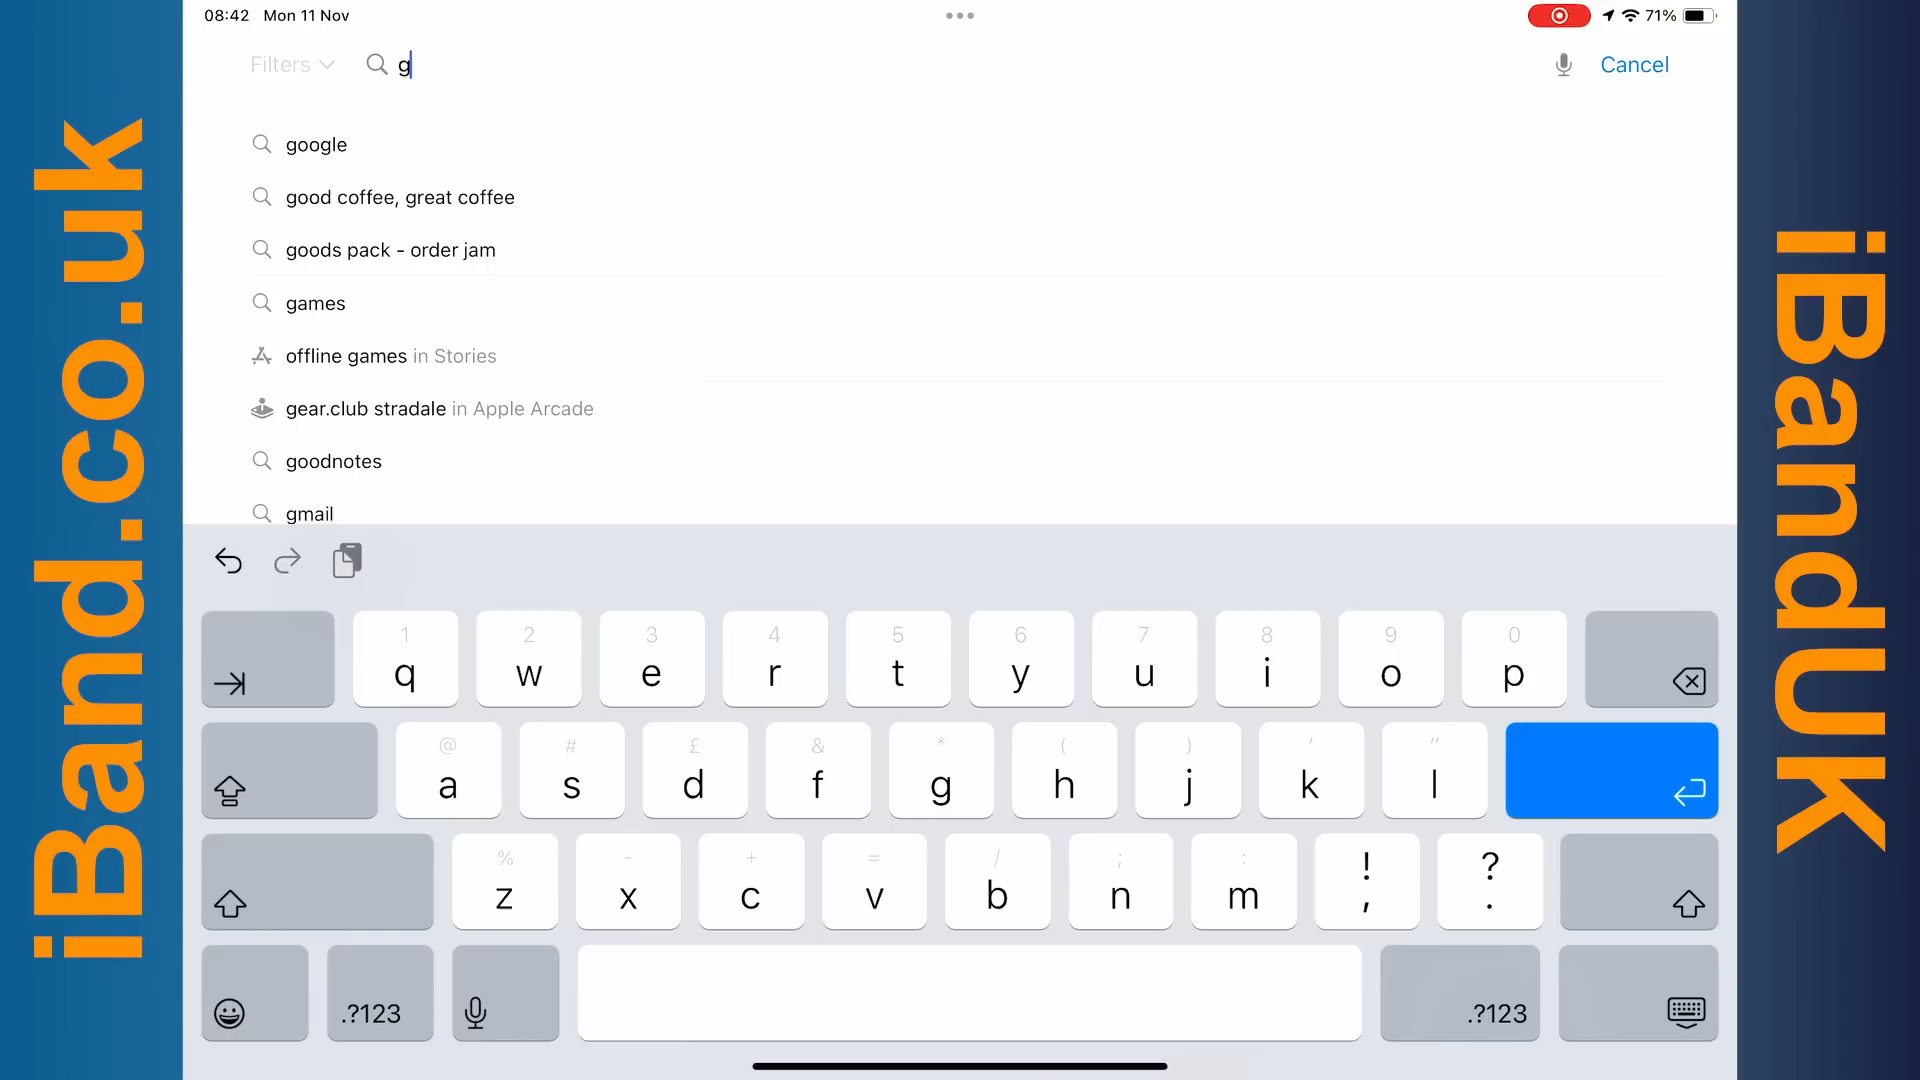 08:42 Mon 11 Nov
71%
Filters
g
Cancel
google
good coffee, great coffee
goods pack - order jam
games
offline games in Stories
gear.club stradale in Apple Arcade
goodnotes
gmail
1 2 3 4 5 6 7 8 9 0
q w e r t y u i o p
@ # £ & * ( ) ' "
a s d f g h j k l
% - + = / ; : ! ?
z x c v b n m , .
.?123 .?123
iBand.co.uk
iBandUK